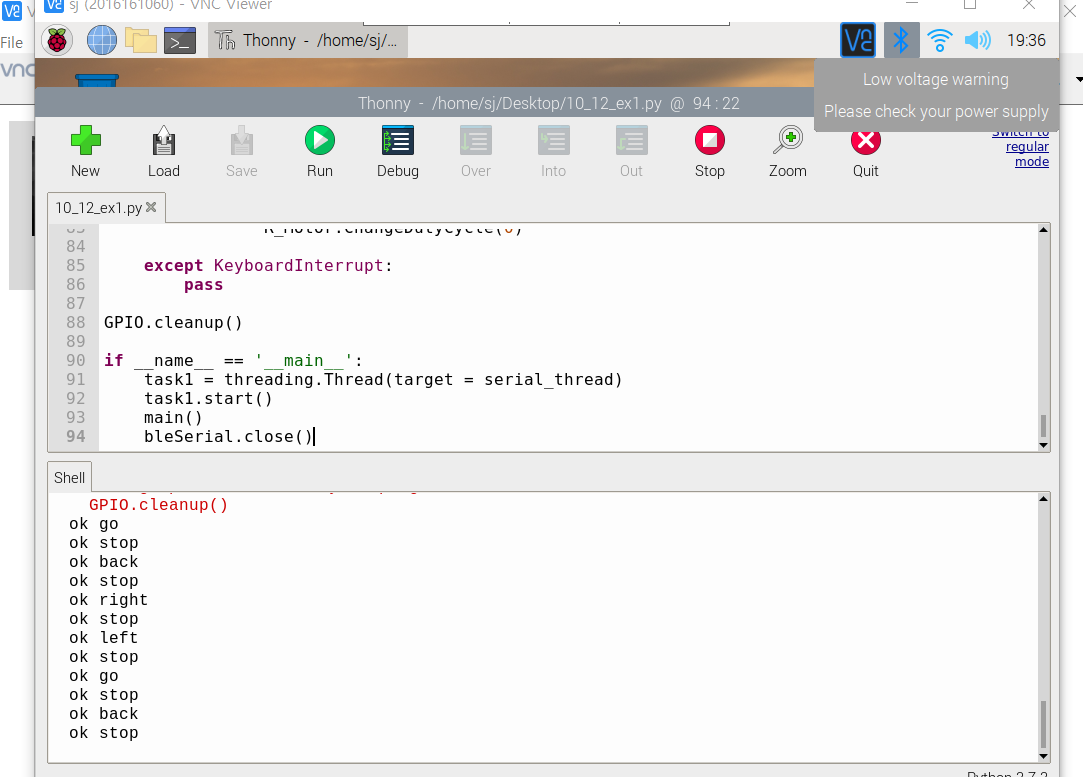 sj (2016161060) - VNC Viewer
File
Thonny - /home/sj/...
19:36
Low voltage warning
Please check your power supply
Thonny - /home/sj/Desktop/10_12_ex1.py @ 94 : 22
New
Load
Save
Run
Debug
Over
Into
Out
Stop
Zoom
Quit
Switch to
regular
mode
10_12_ex1.py
83 R_Motor.ChangeDutyCycle(0)
84
85 except KeyboardInterrupt:
86 pass
87
88 GPIO.cleanup()
89
90 if __name__ == '__main__':
91 task1 = threading.Thread(target = serial_thread)
92 task1.start()
93 main()
94 bleSerial.close()
Shell
GPIO.cleanup()
ok go
ok stop
ok back
ok stop
ok right
ok stop
ok left
ok stop
ok go
ok stop
ok back
ok stop